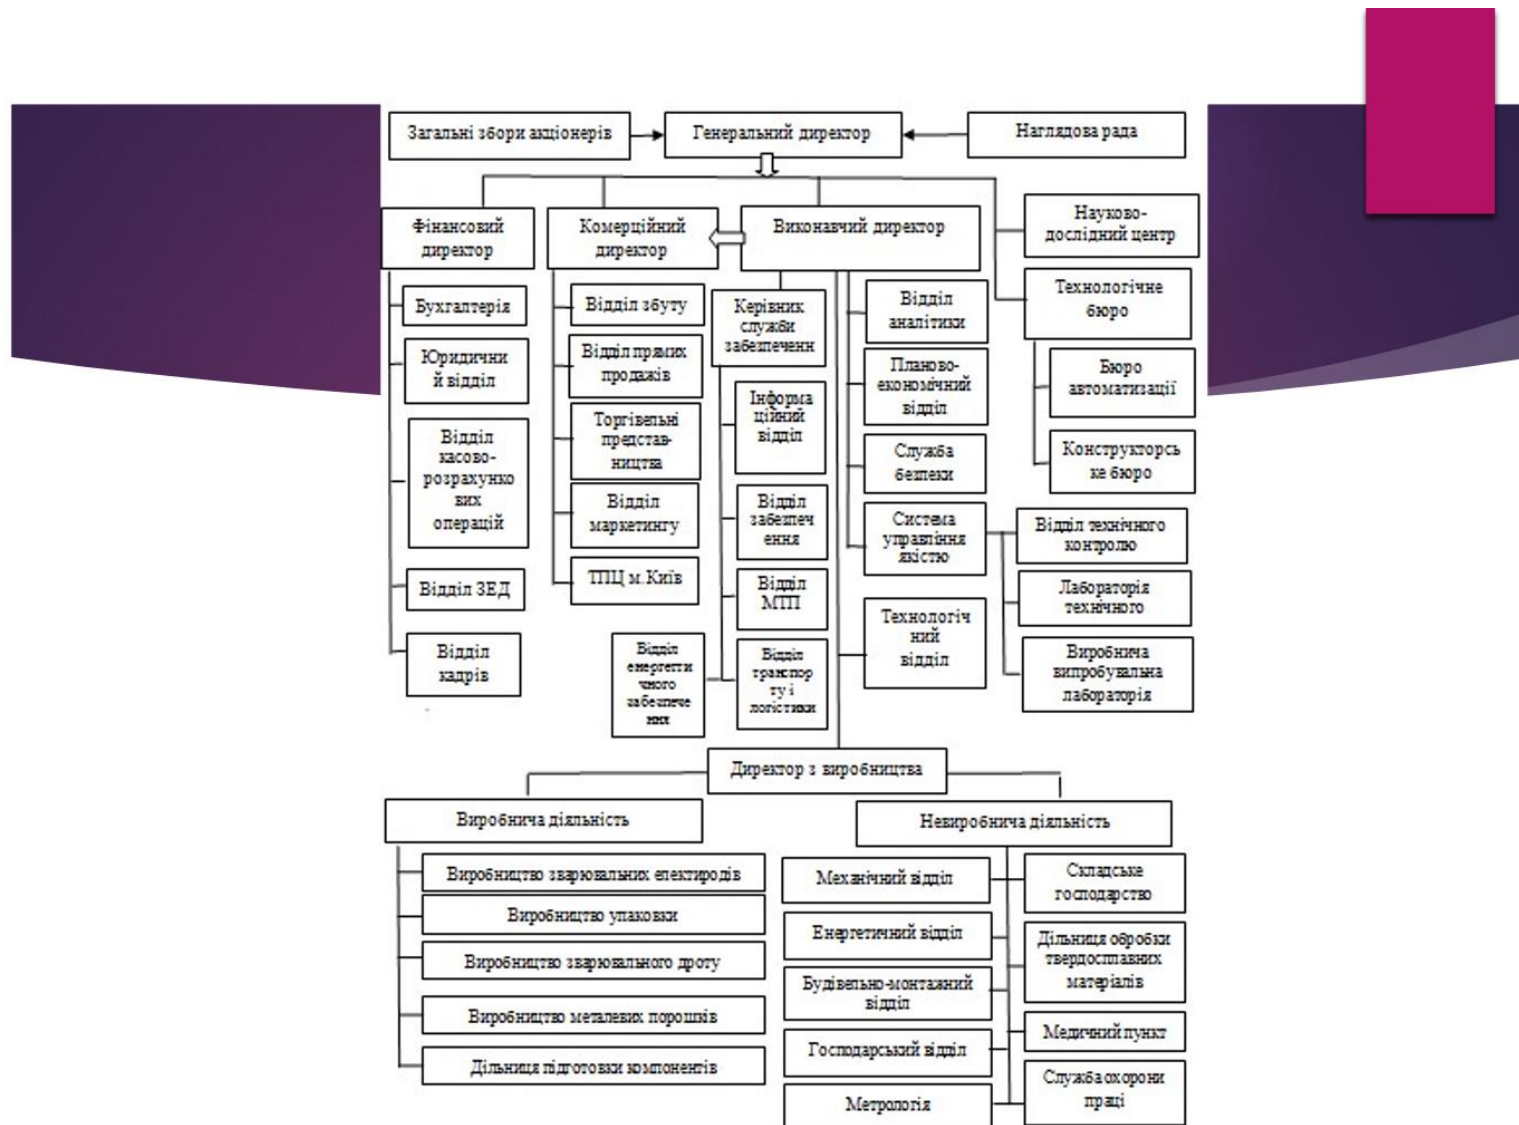 Загальні збори акціонерів
Генеральний директор
Наглядова рада
Фінансовий
директор
Комерційний
директор
Виконавчий директор
Науково-
дослідний центр
Технологічне
бюро
Бюро
автоматизації
Конструкторсь
ке бюро
Бухгалтерія
Юридични
й відділ
Відділ
касово-
розрахунко
вих
операцій
Відділ ЗЕД
Відділ
кадрів
Відділ збуту
Відділ прямих
продажів
Торгівельні
представ-
ництва
Відділ
маркетингу
ТПЦ м. Київ
Керівник
служби
забезпеченн
Інформа
ційний
відділ
Відділ
забезпеч
ення
Відділ
МТП
Відділ
енергети
чного
забезпече
ння
Відділ
транспор
ту і
логістики
Відділ
аналітики
Планово-
економічний
відділ
Служба
безпеки
Система
управління
якістю
Технологіч
ний
відділ
Відділ технічного
контролю
Лабораторія
технічного
Виробнича
випробувальна
лабораторія
Директор з виробництва
Виробнича діяльність
Невиробнича діяльність
Виробництво зварювальних електродів
Виробництво упаковки
Виробництво зварювального дроту
Виробництво металевих порошків
Дільниця підготовки компонентів
Механічний відділ
Енергетичний відділ
Будівельно-монтажний
відділ
Господарський відділ
Метрологія
Складське
господарство
Дільниця обробки
твердосплавних
матеріалів
Медичний пункт
Служба охорони
праці